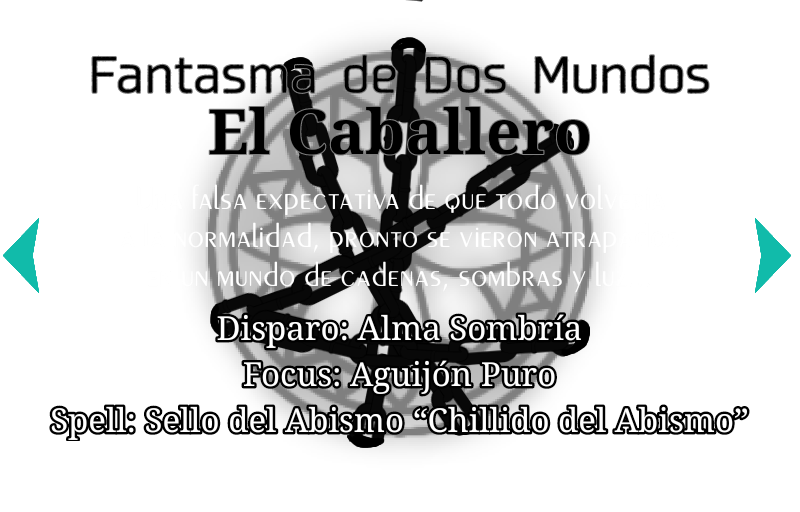 Fantasma de Dos Mundos
El Caballero
falsa expectativa de que todo
normalidad, pronto se vieron
un mundo de cadenas, sombras y
Disparo: Alma Sombría
Focus: Aguijón Puro
Spell: Sello del Abismo “Chillido del Abismo”